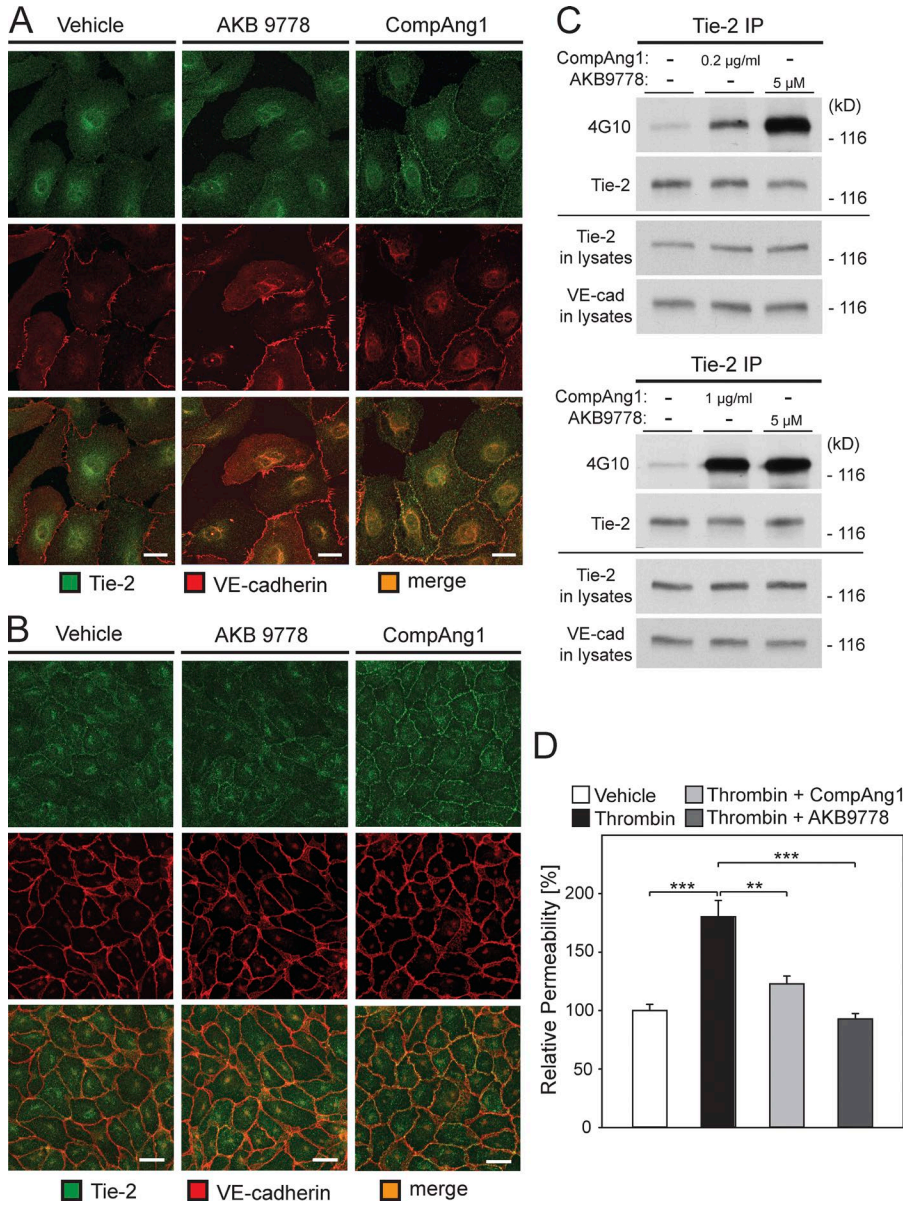 A
Vehicle AKB 9778 CompAng1
Tie-2 VE-cadherin merge
B
Vehicle AKB 9778 CompAng1
Tie-2 VE-cadherin merge
C
Tie-2 IP
CompAng1: - 0.2 µg/ml -
AKB9778: - - 5 µM
(kD)
4G10 - 116
Tie-2 - 116
Tie-2
in lysates - 116
VE-cad
in lysates - 116
Tie-2 IP
CompAng1: - 1 µg/ml -
AKB9778: - - 5 µM
(kD)
4G10 - 116
Tie-2 - 116
Tie-2
in lysates - 116
VE-cad
in lysates - 116
D
Vehicle Thrombin + CompAng1
Thrombin Thrombin + AKB9778
Relative Permeability [%]
200
150
100
50
0
***
*** **